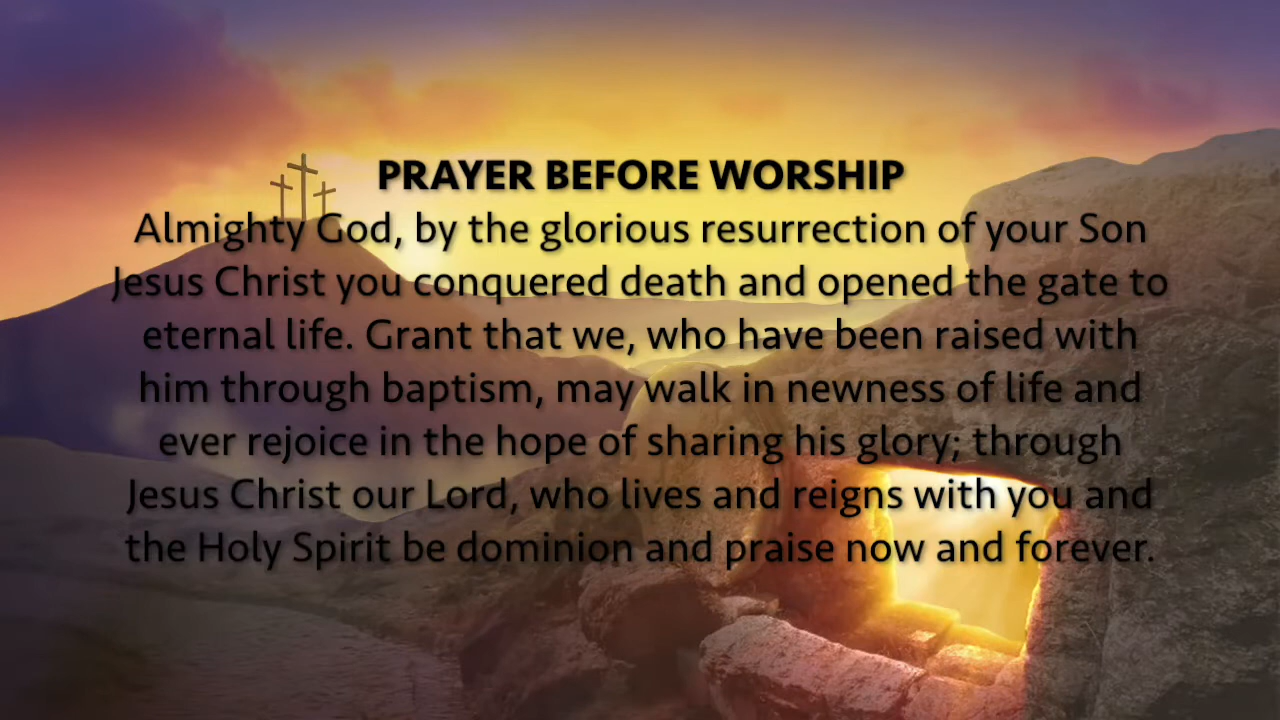 PRAYER BEFORE WORSHIP
Almighty God, by the glorious resurrection of your Son
Jesus Christ you conquered death and opened the gate to
eternal life. Grant that we, who have been raised with
him through baptism, may walk in newness of life and
ever rejoice in the hope of sharing his glory; through
Jesus Christ our Lord, who lives and reigns with you and
the Holy Spirit be dominion and praise now and forever.